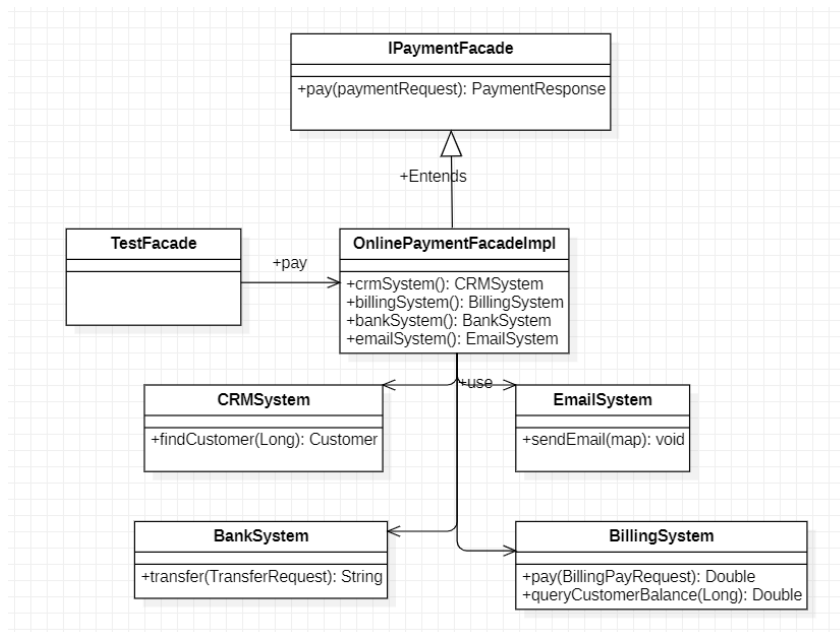 IPaymentFacade
+pay(paymentRequest): PaymentResponse
+Entends
TestFacade
+pay
OnlinePaymentFacadeImpl
+crmSystem(): CRMSystem
+billingSystem(): BillingSystem
+bankSystem(): BankSystem
+emailSystem(): EmailSystem
+use
CRMSystem
+findCustomer(Long): Customer
EmailSystem
+sendEmail(map): void
BankSystem
+transfer(TransferRequest): String
BillingSystem
+pay(BillingPayRequest): Double
+queryCustomerBalance(Long): Double